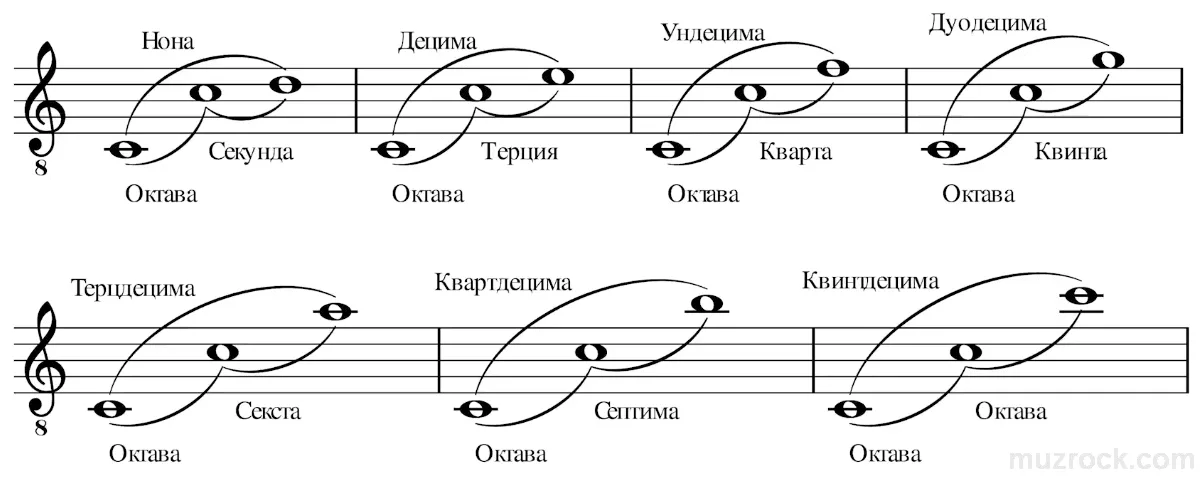 Нона Децима Ундецима Дуодецима
Секунда Терция Кварта Квинта
8
Октава Октава Октава Октава
Терцдецима Квартдецима Квинтдецима
Секста Септима Октава
8
Октава Октава Октава
muzrock.com